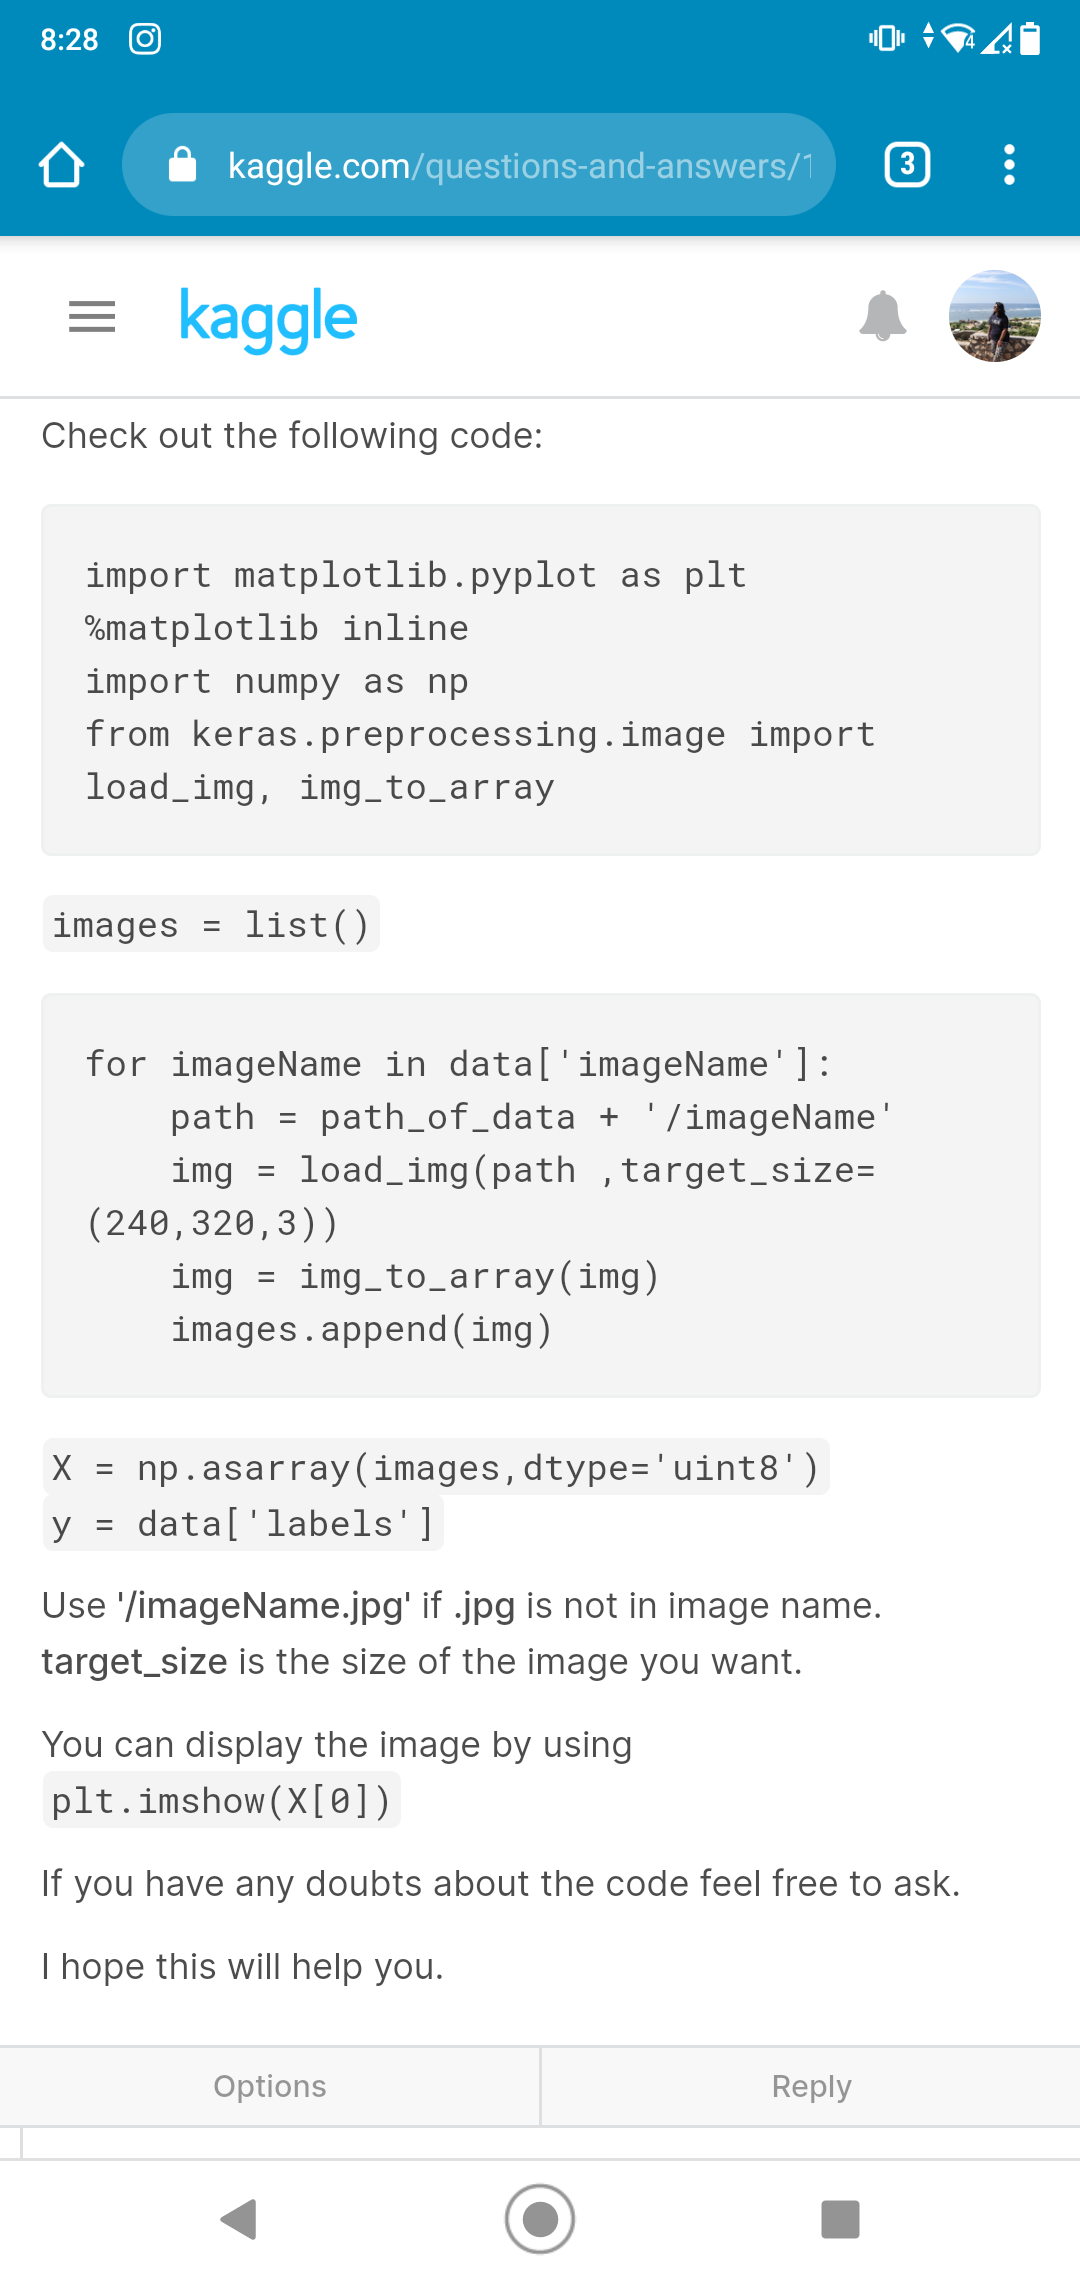 8:28
4
kaggle.com/questions-and-answers/1
3
kaggle
Check out the following code:
import matplotlib.pyplot as plt
%matplotlib inline
import numpy as np
from keras.preprocessing.image import
load_img, img_to_array
images = list()
for imageName in data['imageName']:
    path = path_of_data + '/imageName'
    img = load_img(path ,target_size=
(240,320,3))
    img = img_to_array(img)
    images.append(img)
X = np.asarray(images,dtype='uint8')
y = data['labels']
Use '/imageName.jpg' if .jpg is not in image name.
target_size is the size of the image you want.
You can display the image by using
plt.imshow(X[0])
If you have any doubts about the code feel free to ask.
I hope this will help you.
Options
Reply